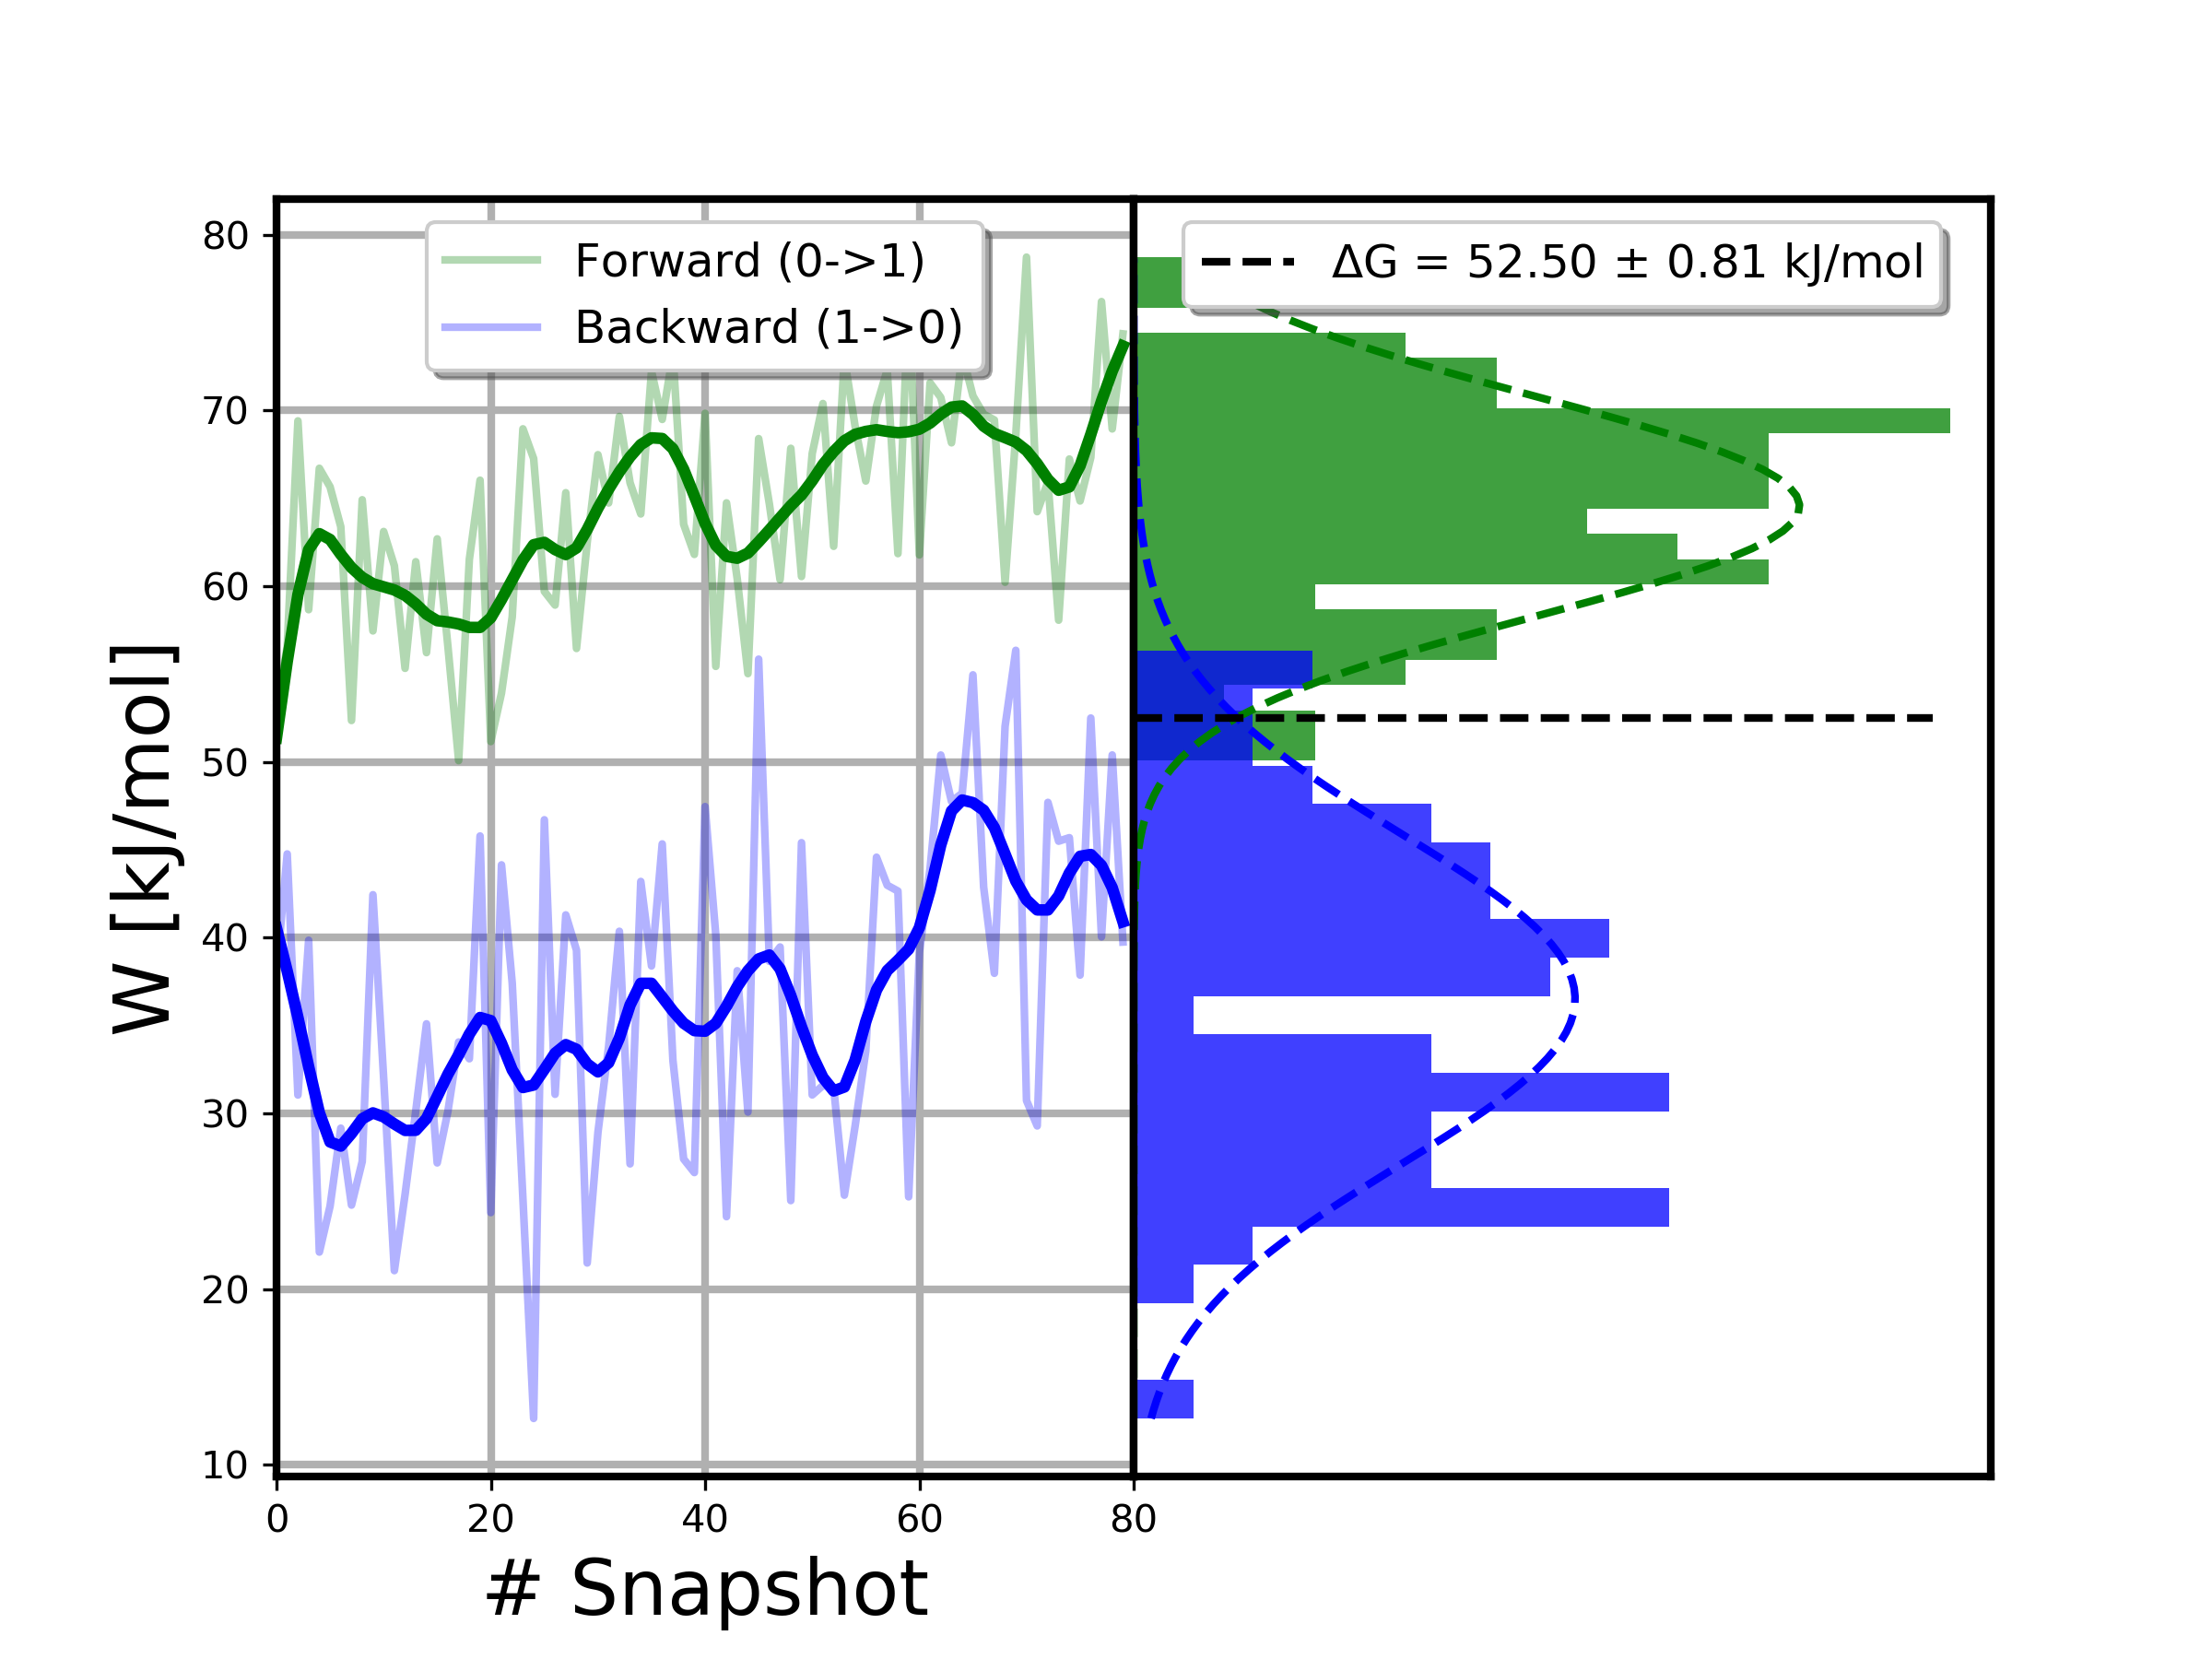 Forward (0->1)
Backward (1->0)
ΔG = 52.50 ± 0.81 kJ/mol
W [kJ/mol]
80
70
60
50
40
30
20
10
0 20 40 60 80
# Snapshot